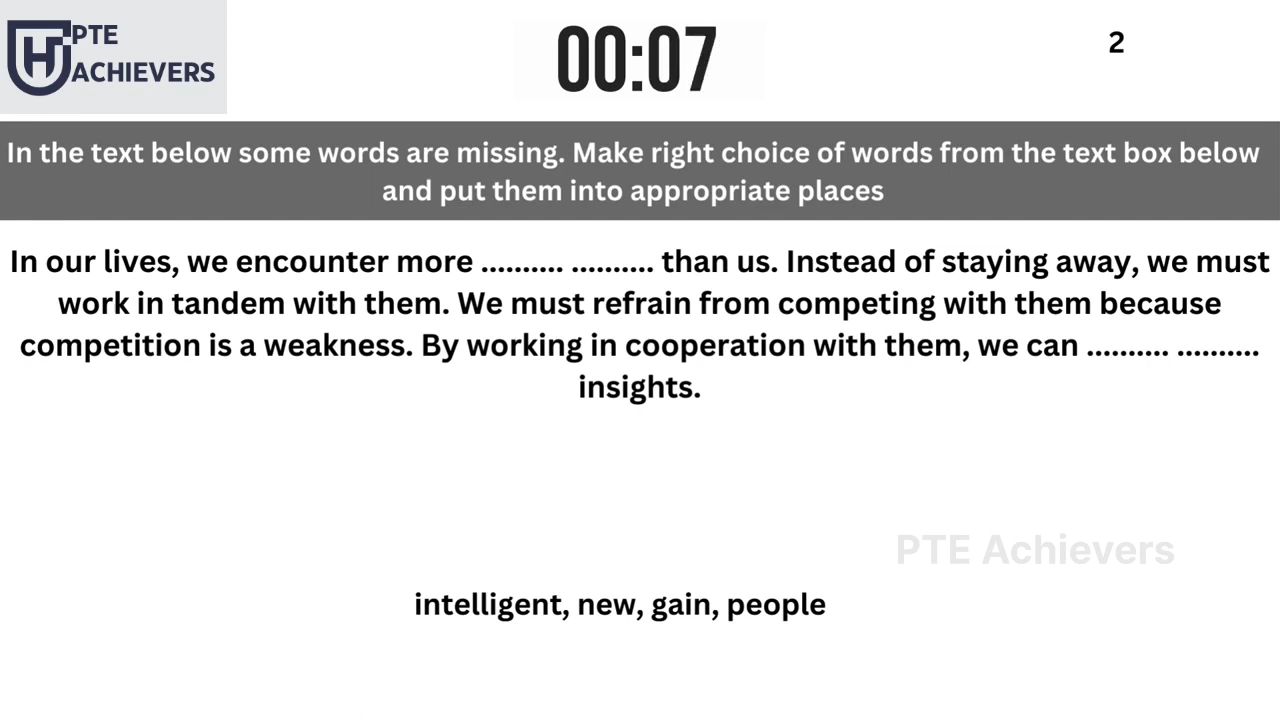 PTE
ACHIEVERS
00:07
2
In the text below some words are missing. Make right choice of words from the text box below
and put them into appropriate places
In our lives, we encounter more .......... .......... than us. Instead of staying away, we must
work in tandem with them. We must refrain from competing with them because
competition is a weakness. By working in cooperation with them, we can .......... ..........
insights.
PTE Achievers
intelligent, new, gain, people